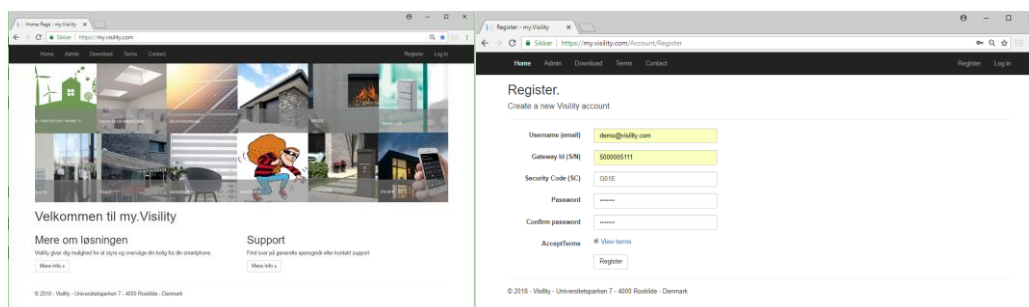 Home Page - my.Visility
Sikker | https://my.visility.com
Home Admin Download Terms Contact Register Log in
Velkommen til my.Visility
Mere om løsningen
Visility giver dig mulighed for at styre og overvåge din bolig fra din smartphone.
Mere info »
Support
Find svar på generelle spørgsmål eller kontakt support
Mere info »
© 2018 - Visility - Universitetsparken 7 - 4000 Roskilde - Denmark
Register - my.Visility
Sikker | https://my.visility.com/Account/Register
Home Admin Download Terms Contact Register Log in
Register.
Create a new Visility account.
Username (email) demo@visility.com
Gateway Id (S/N) 5000005111
Security Code (SC) G01E
Password
Confirm password
AcceptTerms View terms
Register
© 2018 - Visility - Universitetsparken 7 - 4000 Roskilde - Denmark